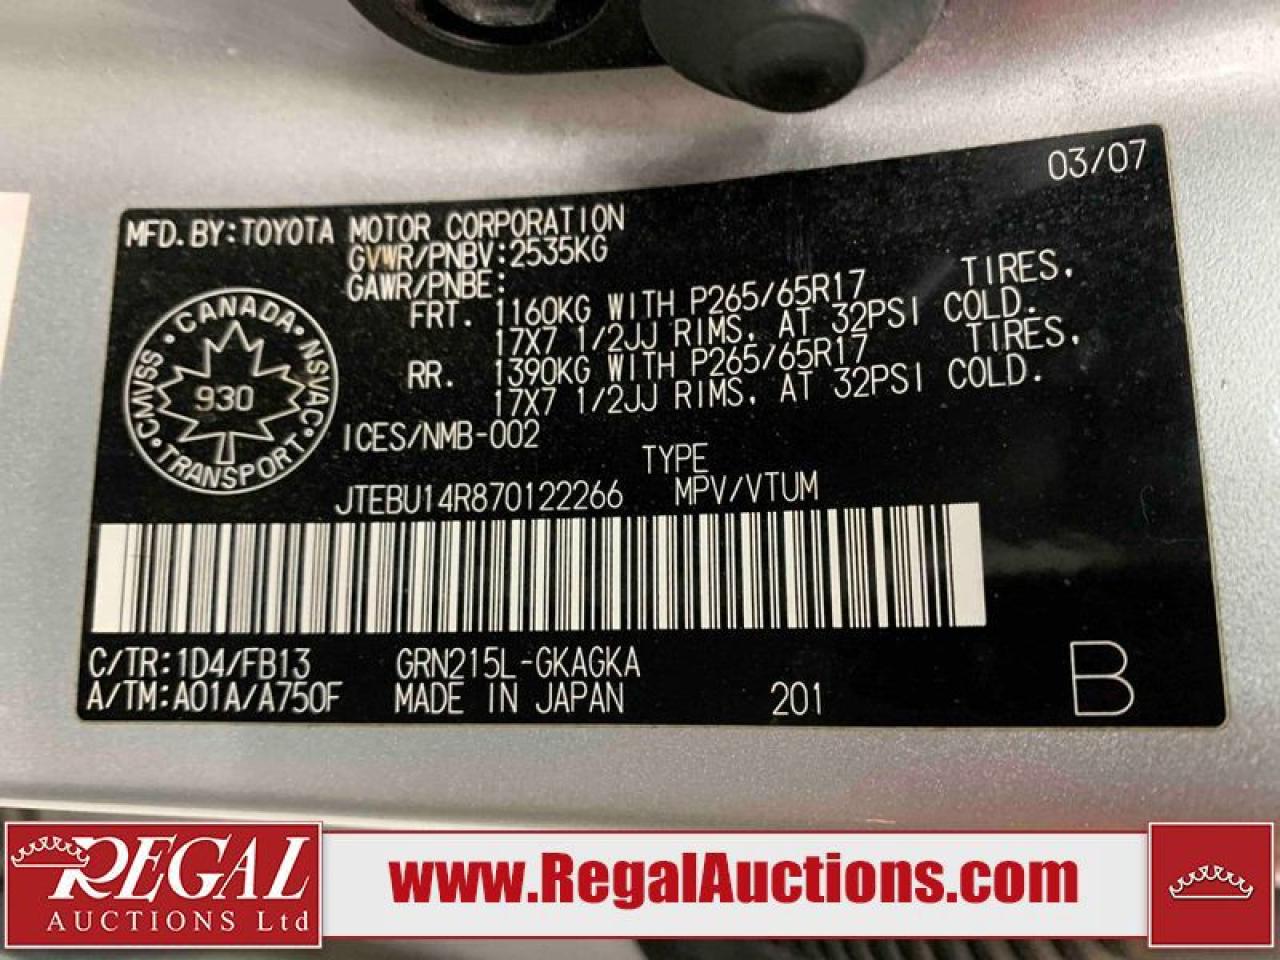 03/07
MFD. BY: TOYOTA MOTOR CORPORATION
GVWR/PNBV: 2535KG
GAWR/PNBE:
FRT. 1160KG WITH P265/65R17 TIRES,
17X7 1/2JJ RIMS, AT 32PSI COLD.
RR. 1390KG WITH P265/65R17 TIRES,
17X7 1/2JJ RIMS, AT 32PSI COLD.
CANADA · NSVAC · TRANSPORT · CMVSS ·
930
ICES/NMB-002
TYPE
JTEBU14R870122266 MPV/VTUM
C/TR: 1D4/FB13 GRN215L-GKAGKA
A/TM: A01A/A750F MADE IN JAPAN 201 B
REGAL
AUCTIONS Ltd
www.RegalAuctions.com